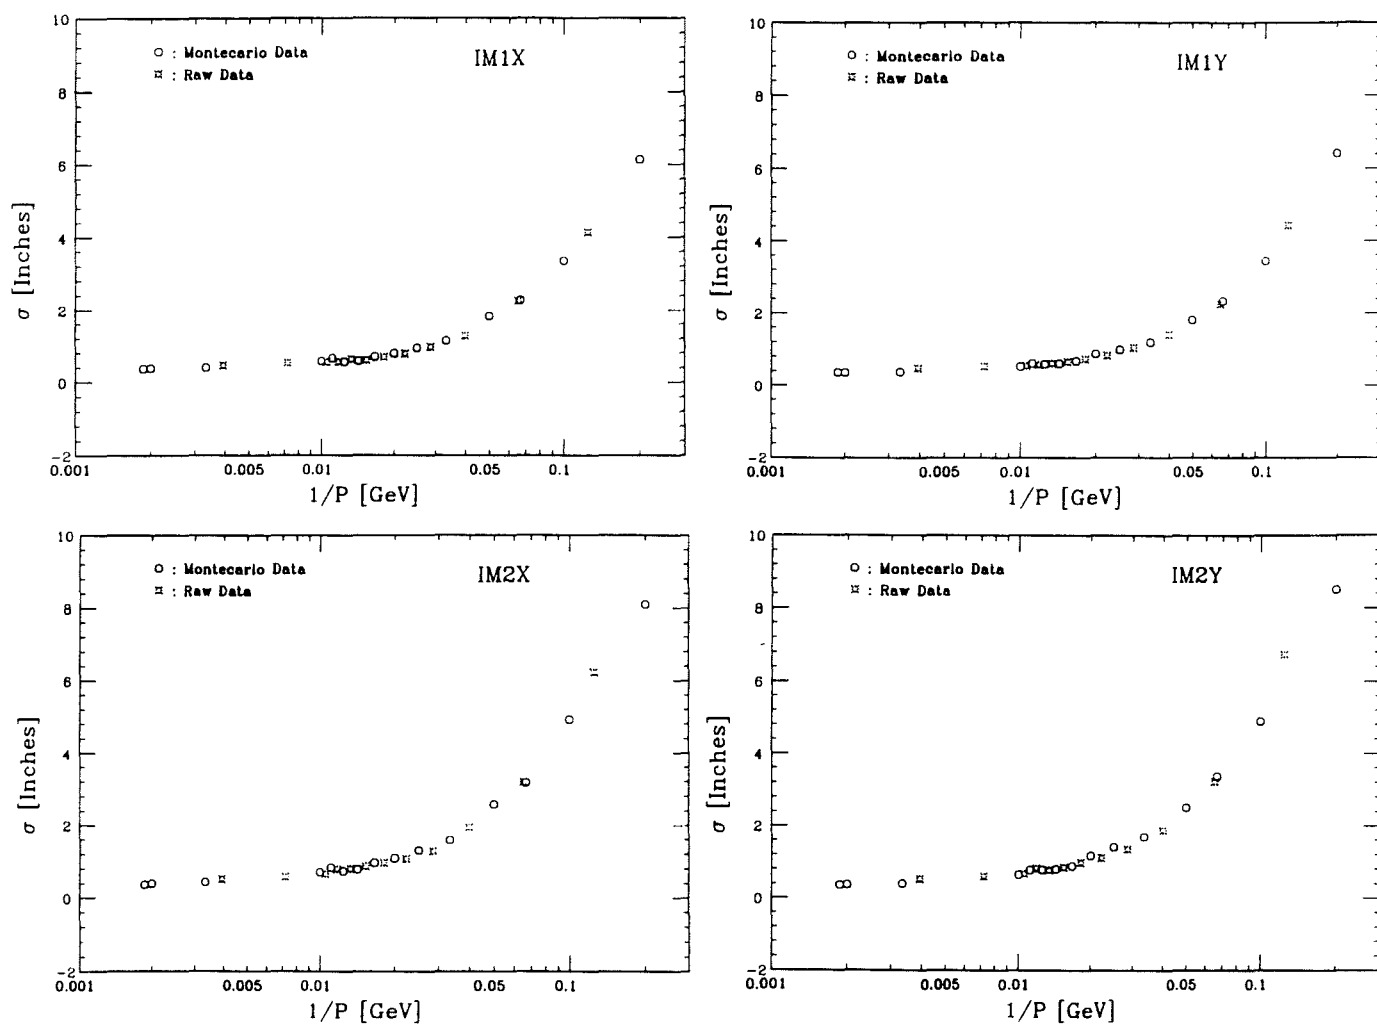 10
8
6
4
2
0
-2
σ [Inches]
○ : Montecarlo Data
¤ : Raw Data
IM1X
0.001
0.005
0.01
0.05
0.1
1/P [GeV]
10
8
6
4
2
0
-2
σ [Inches]
○ : Montecarlo Data
¤ : Raw Data
IM1Y
0.001
0.005
0.01
0.05
0.1
1/P [GeV]
10
8
6
4
2
0
-2
σ [Inches]
○ : Montecarlo Data
¤ : Raw Data
IM2X
0.001
0.005
0.01
0.05
0.1
1/P [GeV]
10
8
6
4
2
0
-2
σ [Inches]
○ : Montecarlo Data
¤ : Raw Data
IM2Y
0.001
0.005
0.01
0.05
0.1
1/P [GeV]